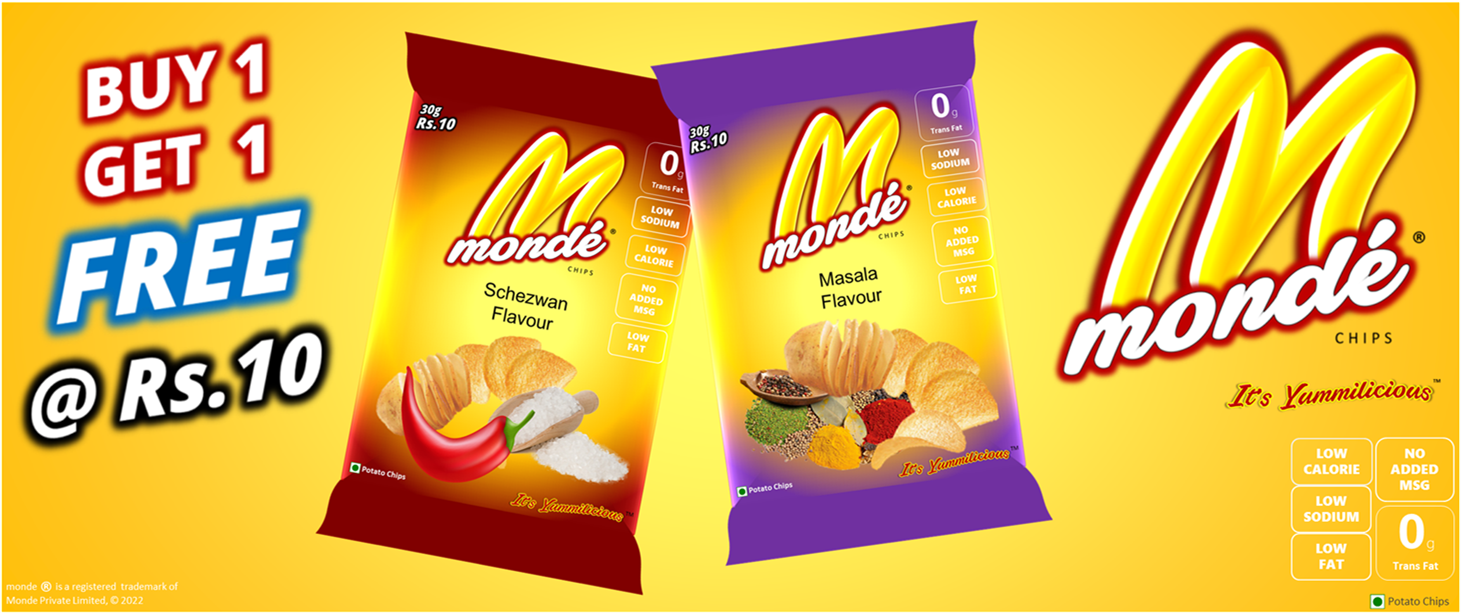 BUY 1
GET 1
FREE
@ Rs.10
30g
Rs.10
0g
Trans Fat
LOW
SODIUM
LOW
CALORIE
NO
ADDED
MSG
LOW
FAT
mondé®
CHIPS
Schezwan
Flavour
Potato Chips
It's Yummilicious™
30g
Rs.10
0g
Trans Fat
LOW
SODIUM
LOW
CALORIE
NO
ADDED
MSG
LOW
FAT
mondé®
CHIPS
Masala
Flavour
Potato Chips
It's Yummilicious™
mondé®
CHIPS
It's Yummilicious™
LOW
CALORIE
NO
ADDED
MSG
LOW
SODIUM
LOW
FAT
0g
Trans Fat
Potato Chips
monde ® is a registered trademark of
Monde Private Limited, © 2022